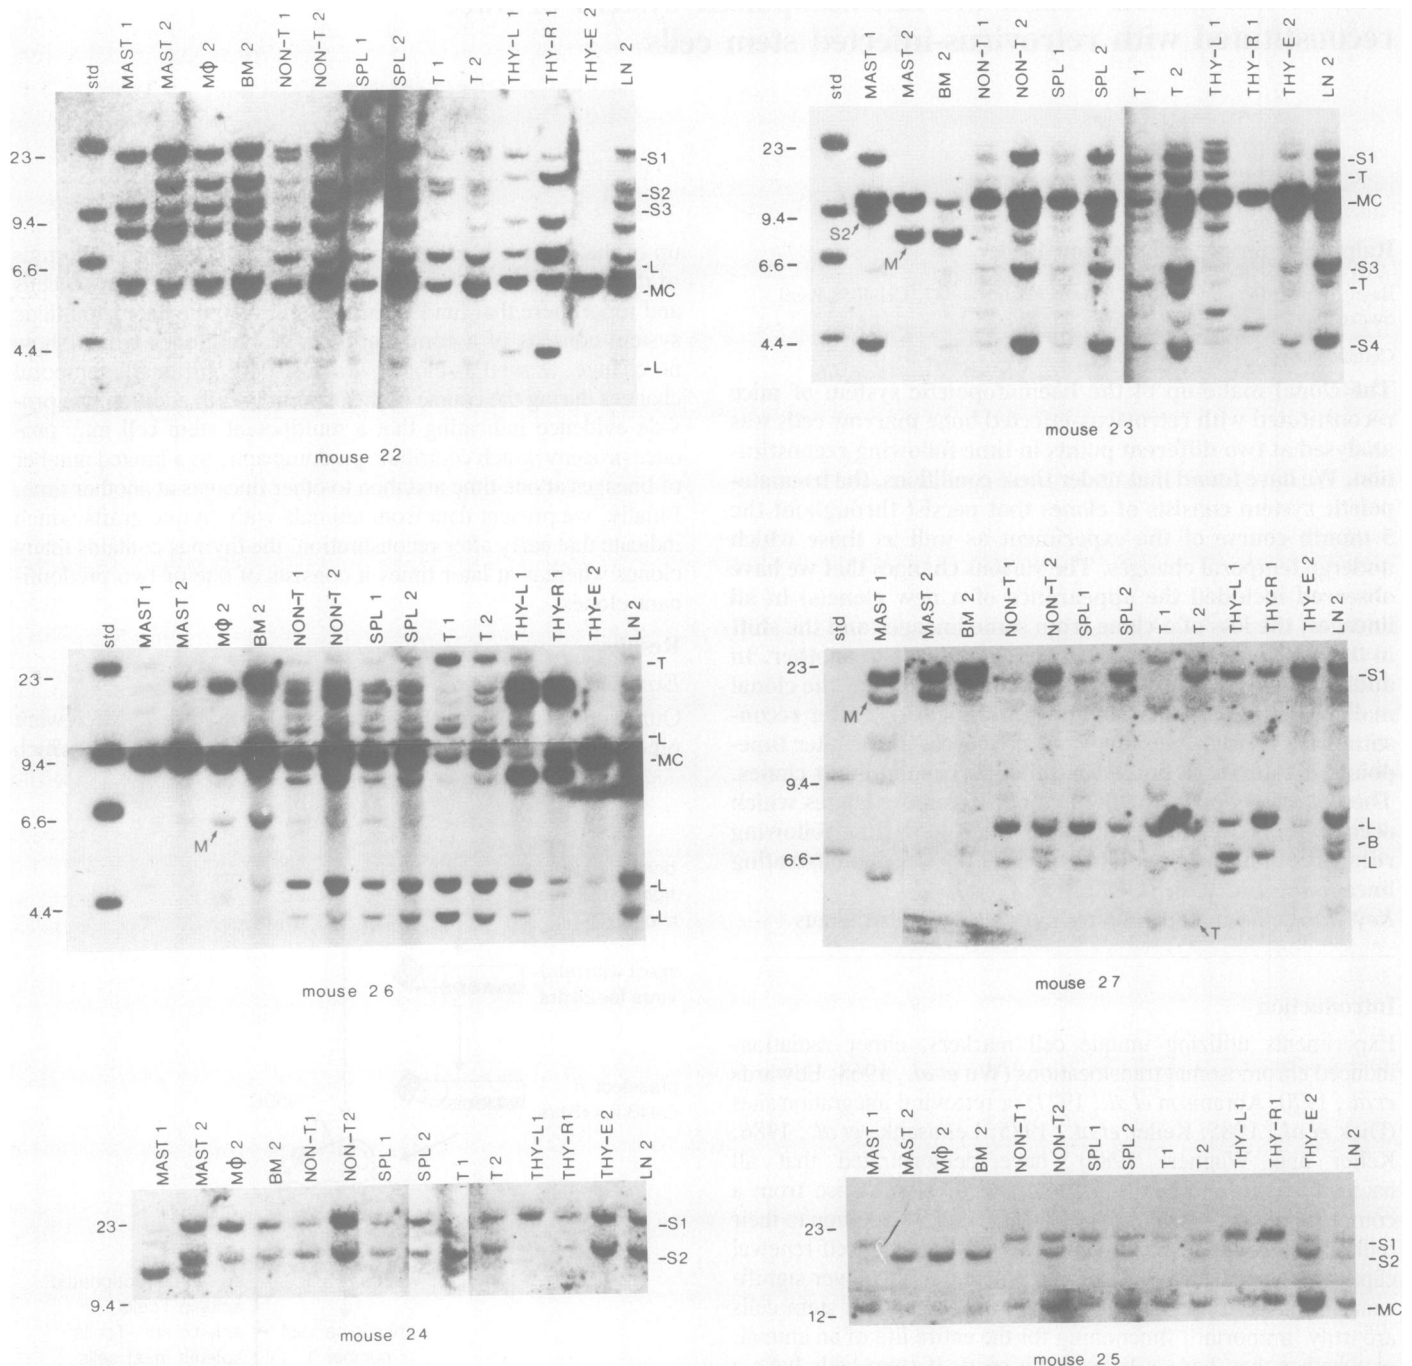 std
MAST 1
MAST 2
MΦ 2
BM 2
NON-T 1
NON-T 2
SPL 1
SPL 2
T 1
T 2
THY-L 1
THY-R 1
THY-E 2
LN 2
23-
9.4-
6.6-
4.4-
-S1
-S2
-S3
-L
-MC
-L
mouse 22
std
MAST 1
MAST 2
BM 2
NON-T 1
NON-T 2
SPL 1
SPL 2
T 1
T 2
THY-L 1
THY-R 1
THY-E 2
LN 2
23-
9.4-
6.6-
4.4-
S2
M
-S1
-T
-MC
-S3
-T
-S4
mouse 23
std
MAST 1
MAST 2
MΦ 2
BM 2
NON-T 1
NON-T 2
SPL 1
SPL 2
T 1
T 2
THY-L 1
THY-R 1
THY-E 2
LN 2
23-
9.4-
6.6-
4.4-
M
-T
-L
-MC
-L
-L
mouse 26
std
MAST 1
MAST 2
BM 2
NON-T 1
NON-T 2
SPL 1
SPL 2
T 1
T 2
THY-L 1
THY-R 1
THY-E 2
LN 2
23-
9.4-
6.6-
M
T
-S1
-L
-B
-L
mouse 27
MAST 1
MAST 2
MΦ 2
BM 2
NON-T1
NON-T2
SPL 1
SPL 2
T 1
T 2
THY-L1
THY-R1
THY-E 2
LN 2
23-
9.4-
-S1
-S2
mouse 24
MAST 1
MAST 2
MΦ 2
BM 2
NON-T1
NON-T2
SPL 1
SPL 2
T 1
T 2
THY-L1
THY-R1
THY-E 2
LN 2
23-
12-
-S1
-S2
-MC
mouse 25